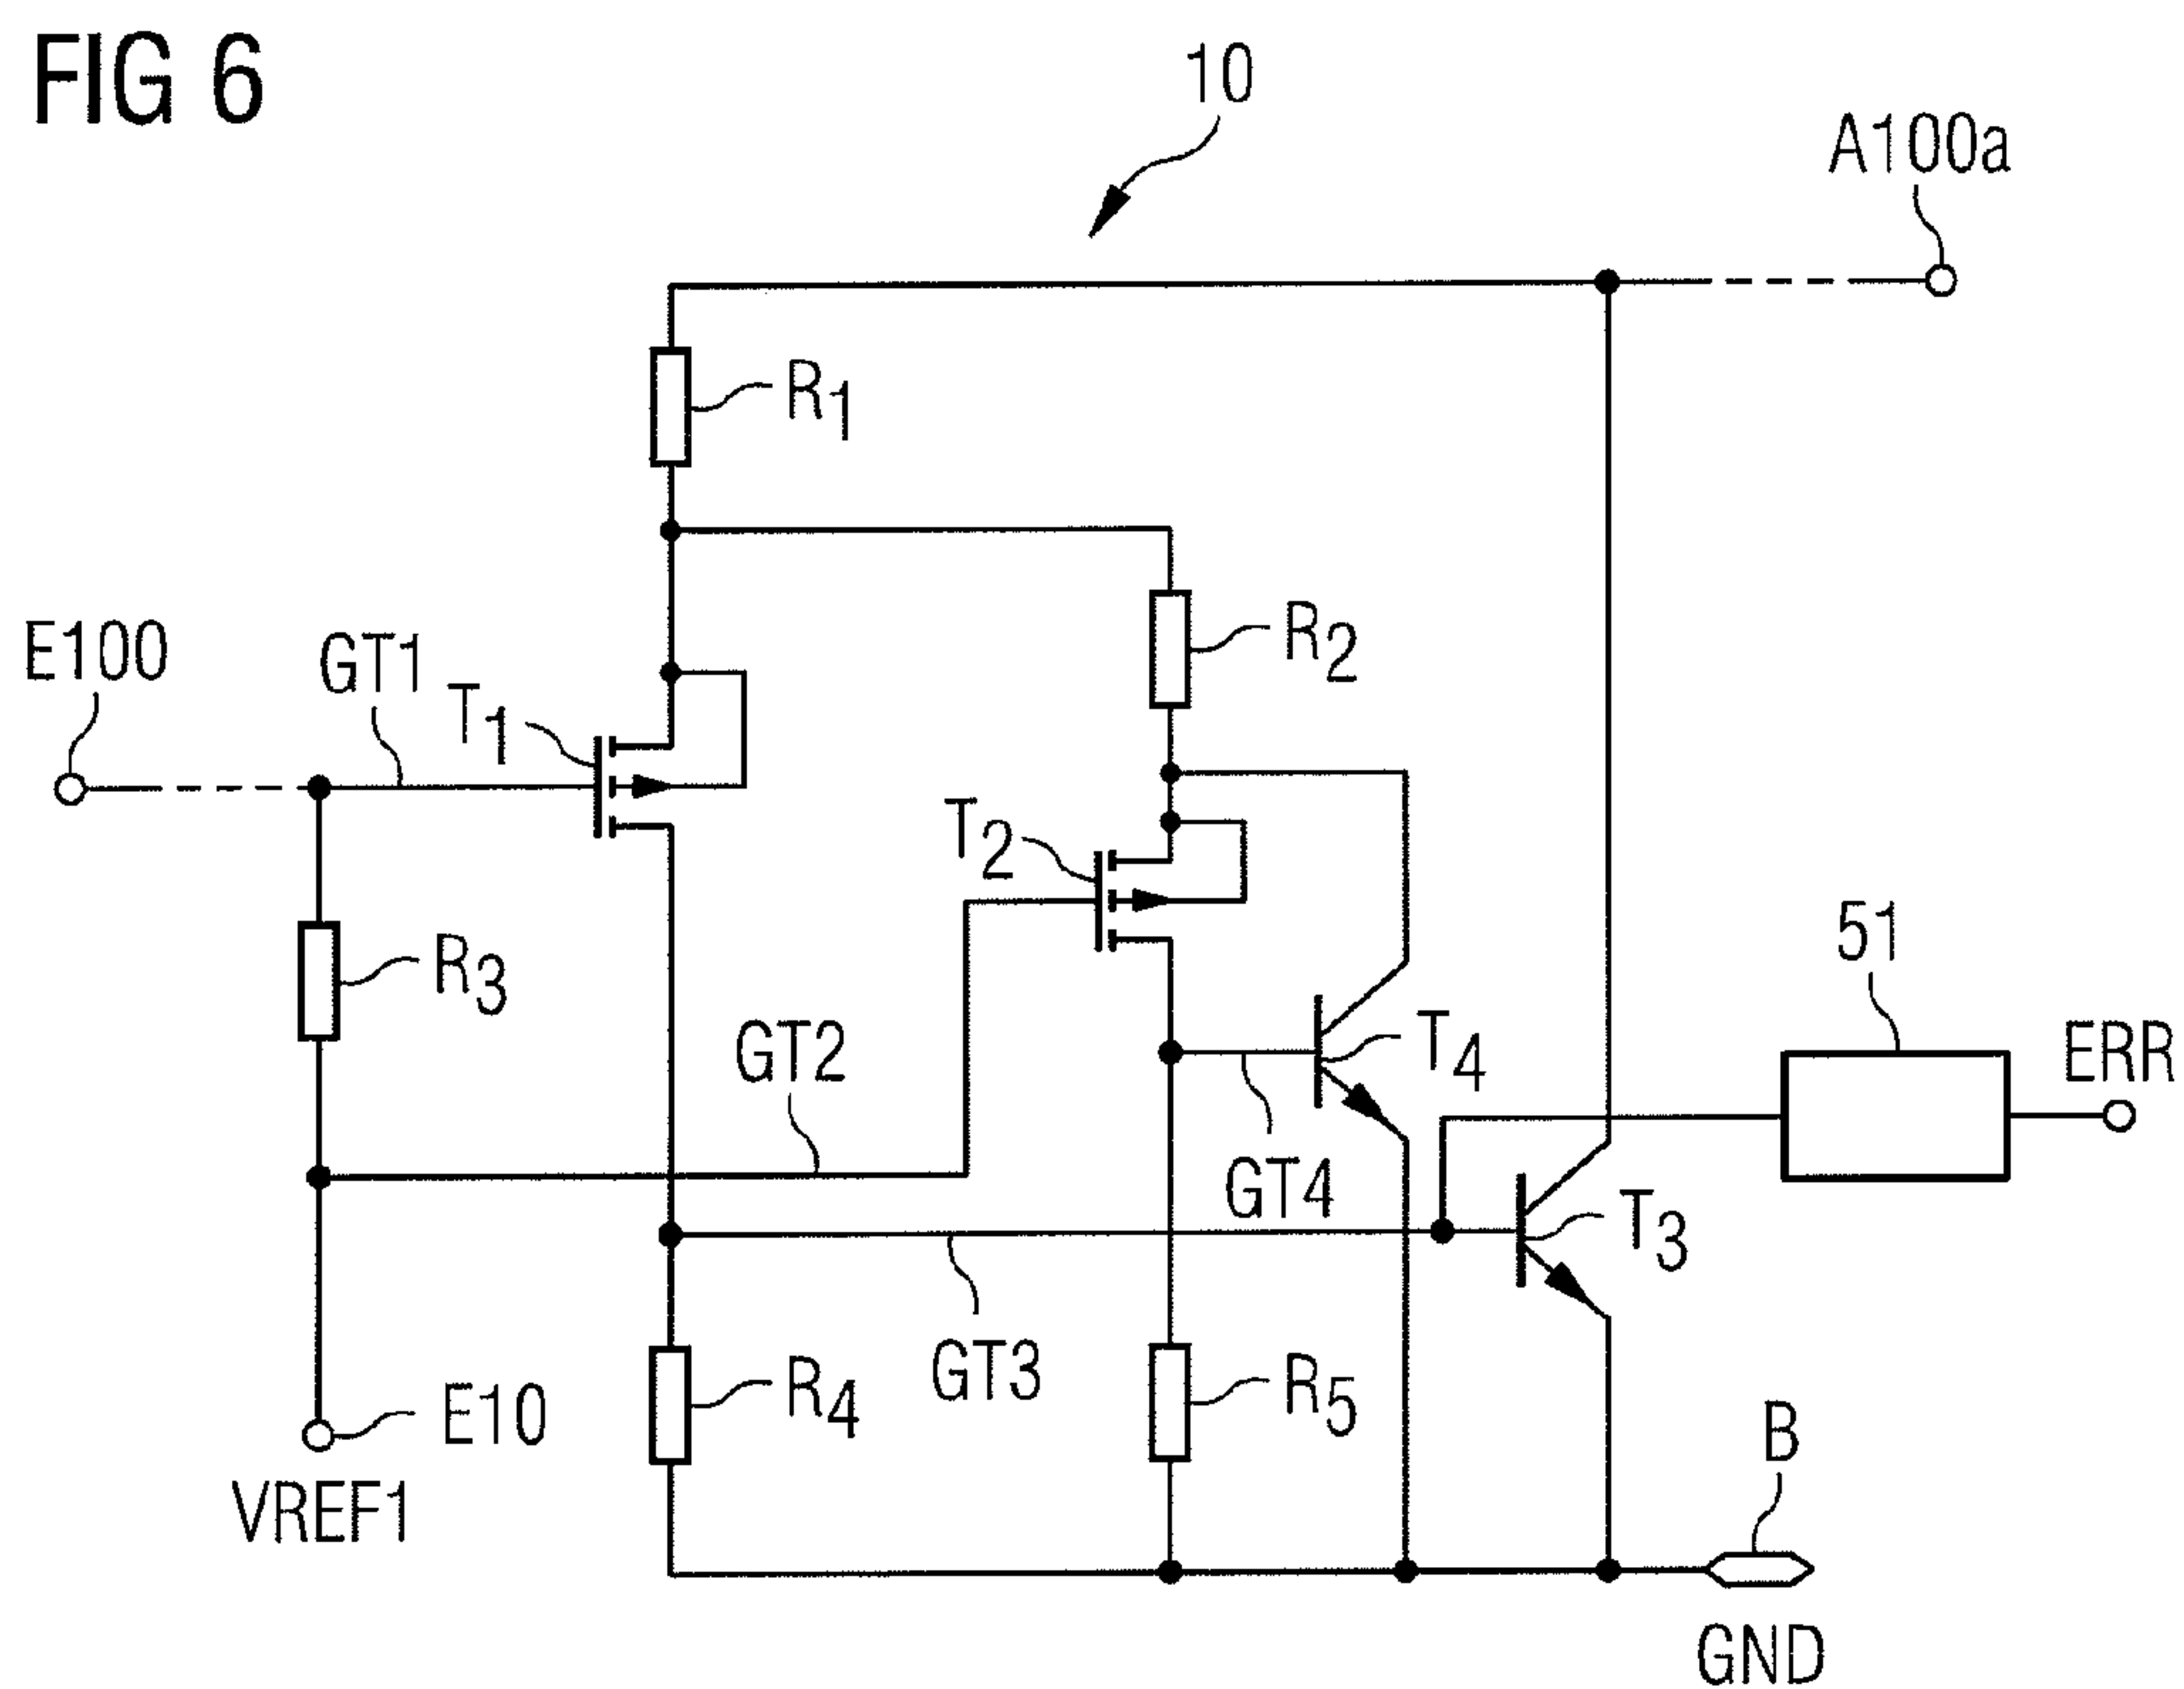 FIG 6
10
A100a
R1
E100
GT1
T1
R2
T2
R3
51
GT2
T4
ERR
GT4
T3
GT3
R4
R5
E10
B
VREF1
GND